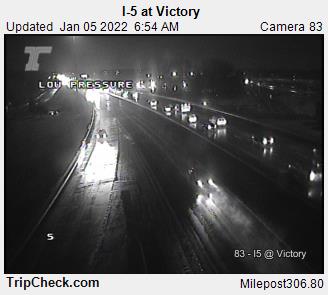 I-5 at Victory
Updated Jan 05 2022 6:54 AM
Camera 83
T
LOW PRESSURE
S
83 - I5 @ Victory
TripCheck.com
Milepost306.80